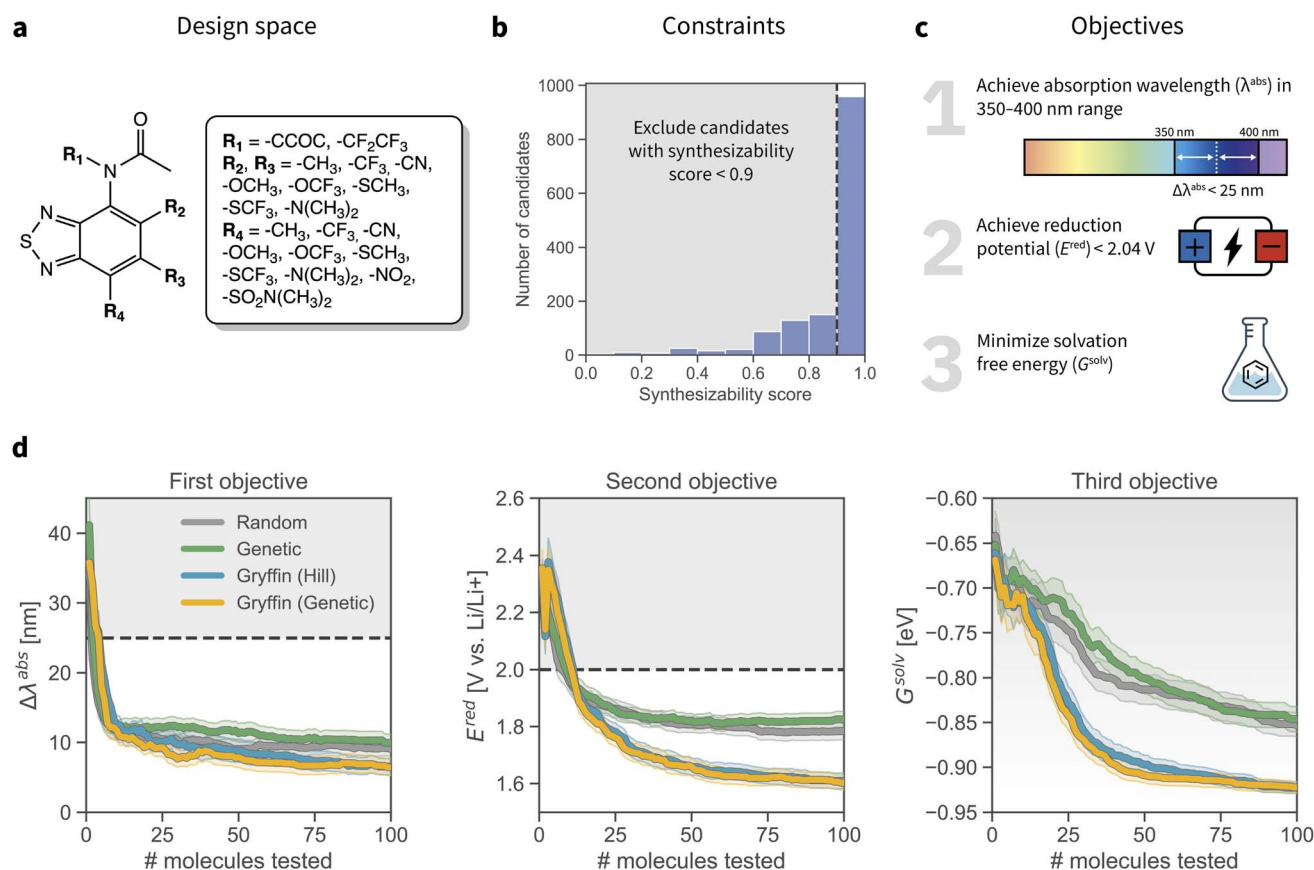 a
Design space
O
R1
N
R2
N
S
N
R3
R4
R1 = -CCOC, -CF2CF3
R2, R3 = -CH3, -CF3, -CN,
-OCH3, -OCF3, -SCH3,
-SCF3, -N(CH3)2
R4 = -CH3, -CF3, -CN,
-OCH3, -OCF3, -SCH3,
-SCF3, -N(CH3)2, -NO2,
-SO2N(CH3)2
b
Constraints
Number of candidates
1000
800
600
400
200
0
Exclude candidates
with synthesizability
score < 0.9
0.0 0.2 0.4 0.6 0.8 1.0
Synthesizability score
c
Objectives
1
Achieve absorption wavelength (λabs) in
350–400 nm range
350 nm 400 nm
Δλabs < 25 nm
2
Achieve reduction
potential (Ered) < 2.04 V
+ −
3
Minimize solvation
free energy (Gsolv)
d
First objective
Δλabs [nm]
40
30
20
10
0
Random
Genetic
Gryffin (Hill)
Gryffin (Genetic)
0 25 50 75 100
# molecules tested
Second objective
Ered [V vs. Li/Li+]
2.6
2.4
2.2
2.0
1.8
1.6
0 25 50 75 100
# molecules tested
Third objective
Gsolv [eV]
−0.60
−0.65
−0.70
−0.75
−0.80
−0.85
−0.90
−0.95
0 25 50 75 100
# molecules tested